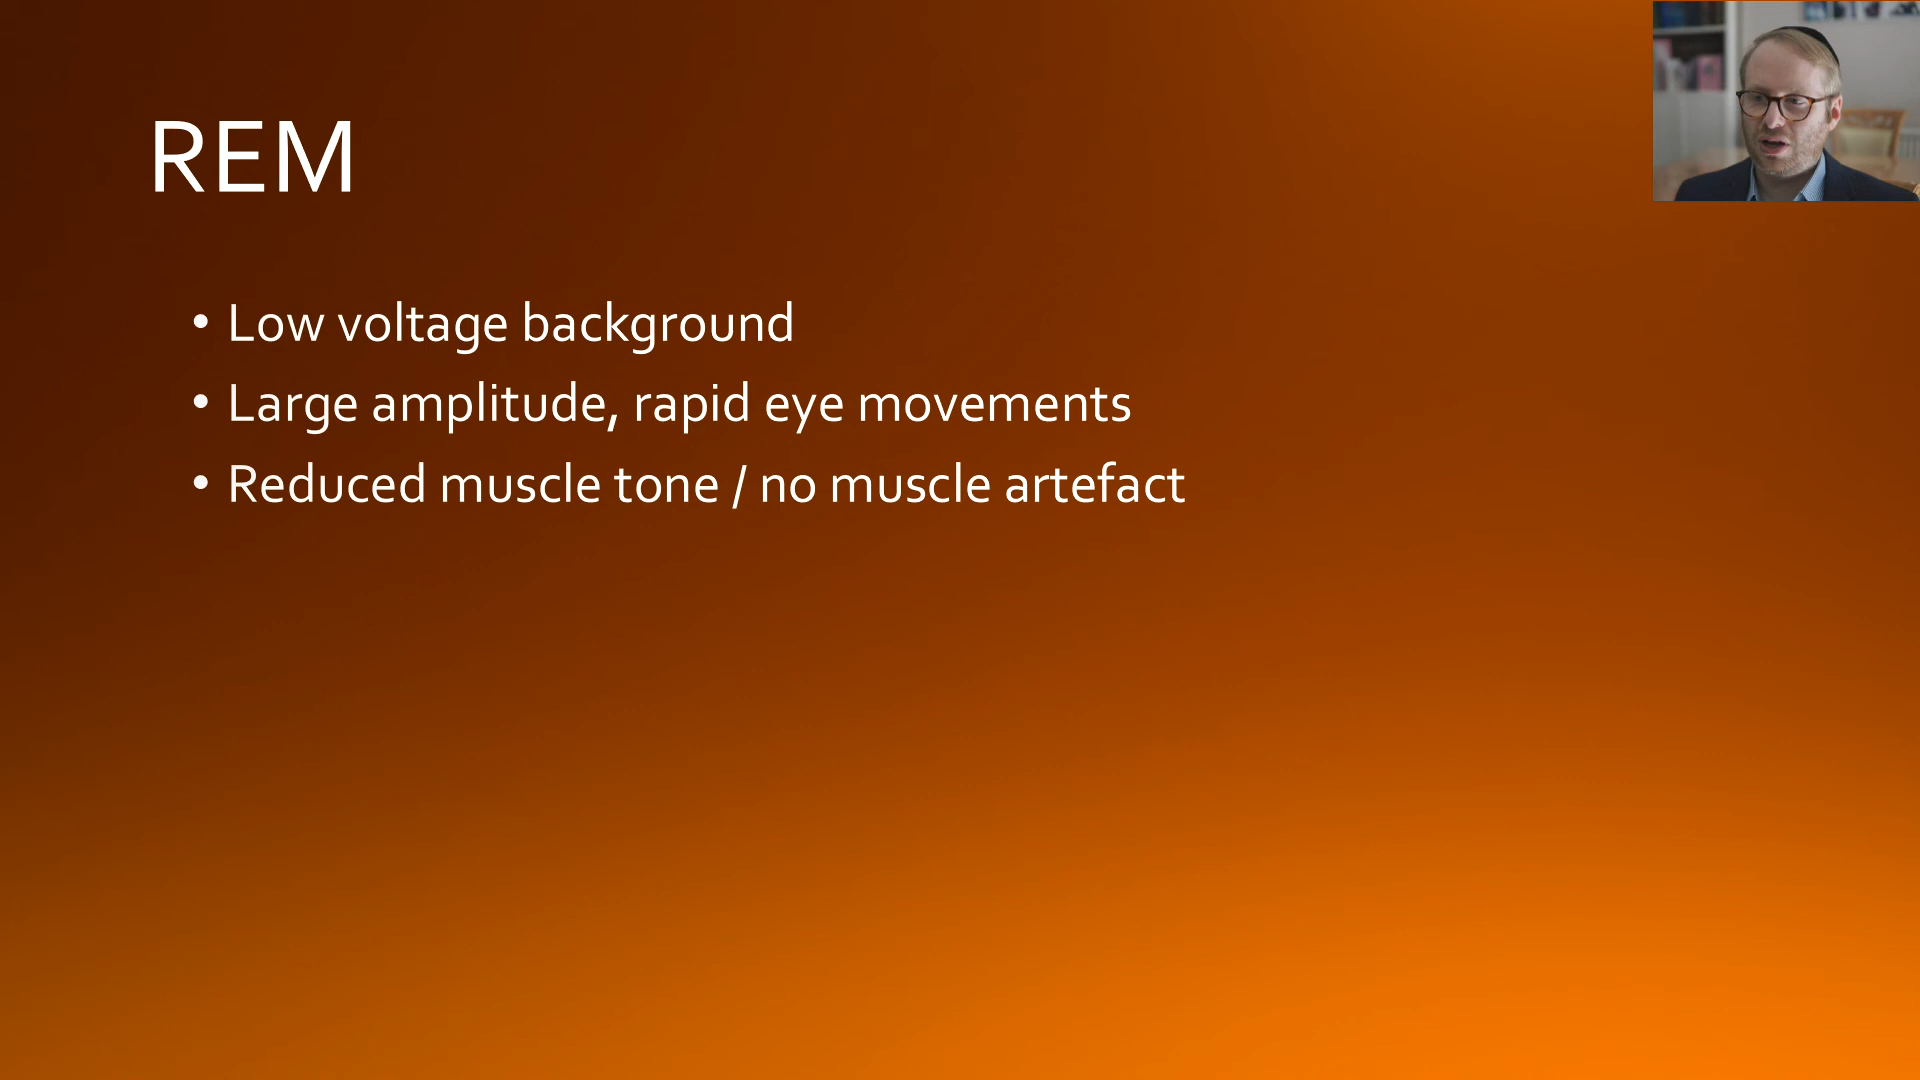 REM
• Low voltage background
• Large amplitude, rapid eye movements
• Reduced muscle tone / no muscle artefact